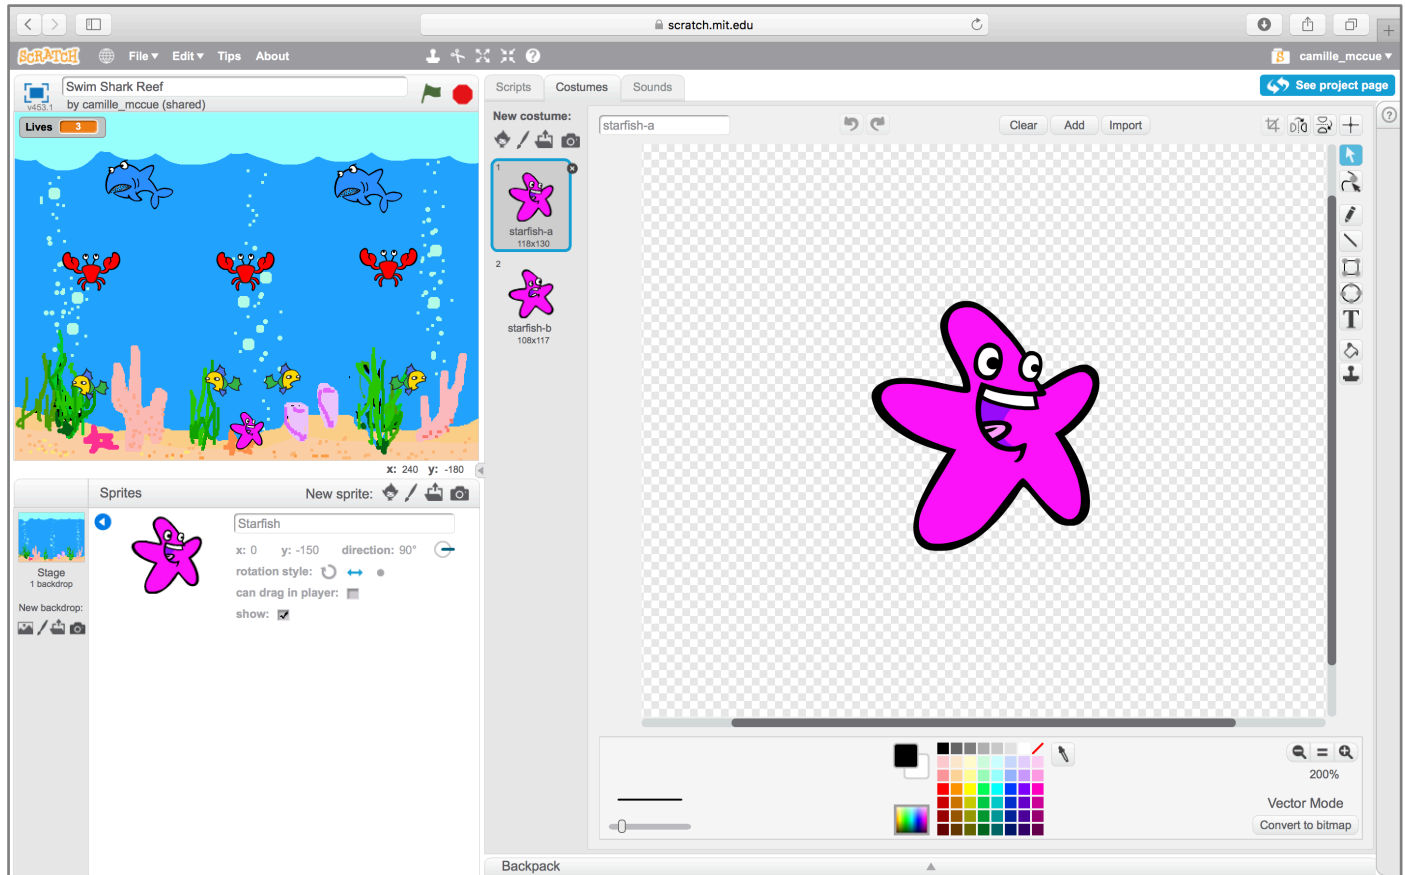 scratch.mit.edu
SCRATCH
File Edit Tips About
camille_mccue
v453.1
Swim Shark Reef
by camille_mccue (shared)
Scripts Costumes Sounds
See project page
Lives 3
New costume:
starfish-a
Clear Add Import
1
starfish-a
118x130
2
starfish-b
108x117
T
x: 240 y: -180
Sprites New sprite:
Stage
1 backdrop
New backdrop:
Starfish
x: 0 y: -150 direction: 90°
rotation style:
can drag in player:
show:
200%
Vector Mode
Convert to bitmap
Backpack